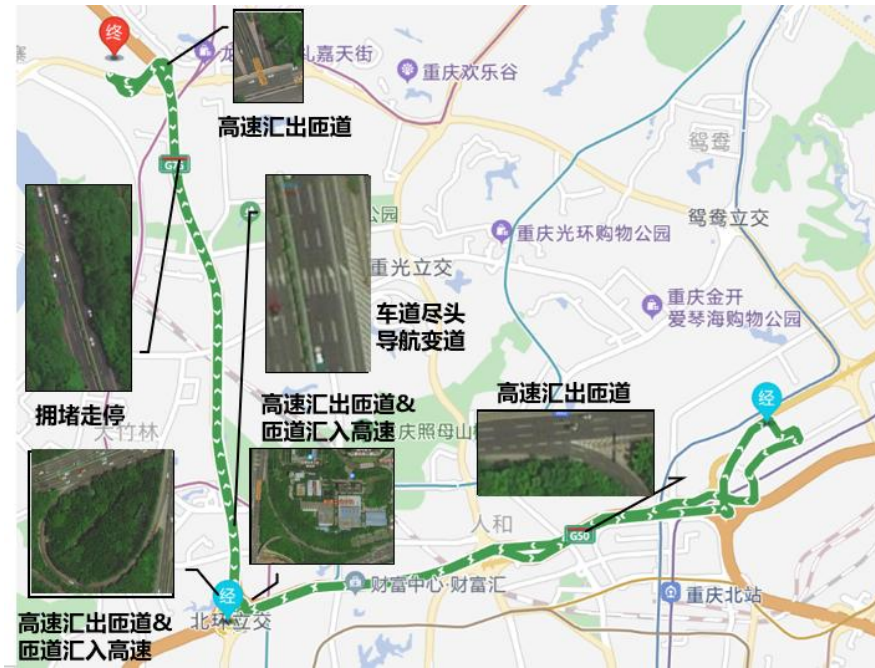 终
寨
龙
礼嘉天街
重庆欢乐谷
高速汇出匝道
鸳鸯
G75
公园
鸳鸯立交
重庆光环购物公园
重光立交
重庆金开
爱琴海购物公园
车道尽头
导航变道
拥堵走停
大竹林
高速汇出匝道&
匝道汇入高速
高速汇出匝道
经
庆照母山
人和
G50
财富中心·财富汇
重庆北站
经
北环立交
高速汇出匝道&
匝道汇入高速